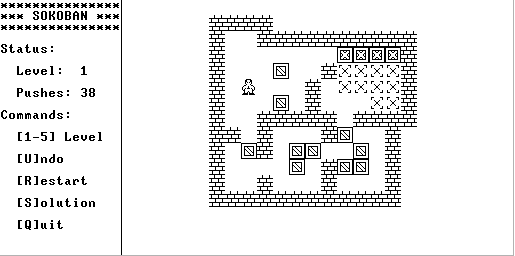 *** SOKOBAN ***
Status:
Level: 1
Pushes: 38
Commands:
[1-5] Level
[U]ndo
[R]estart
[S]olution
[Q]uit